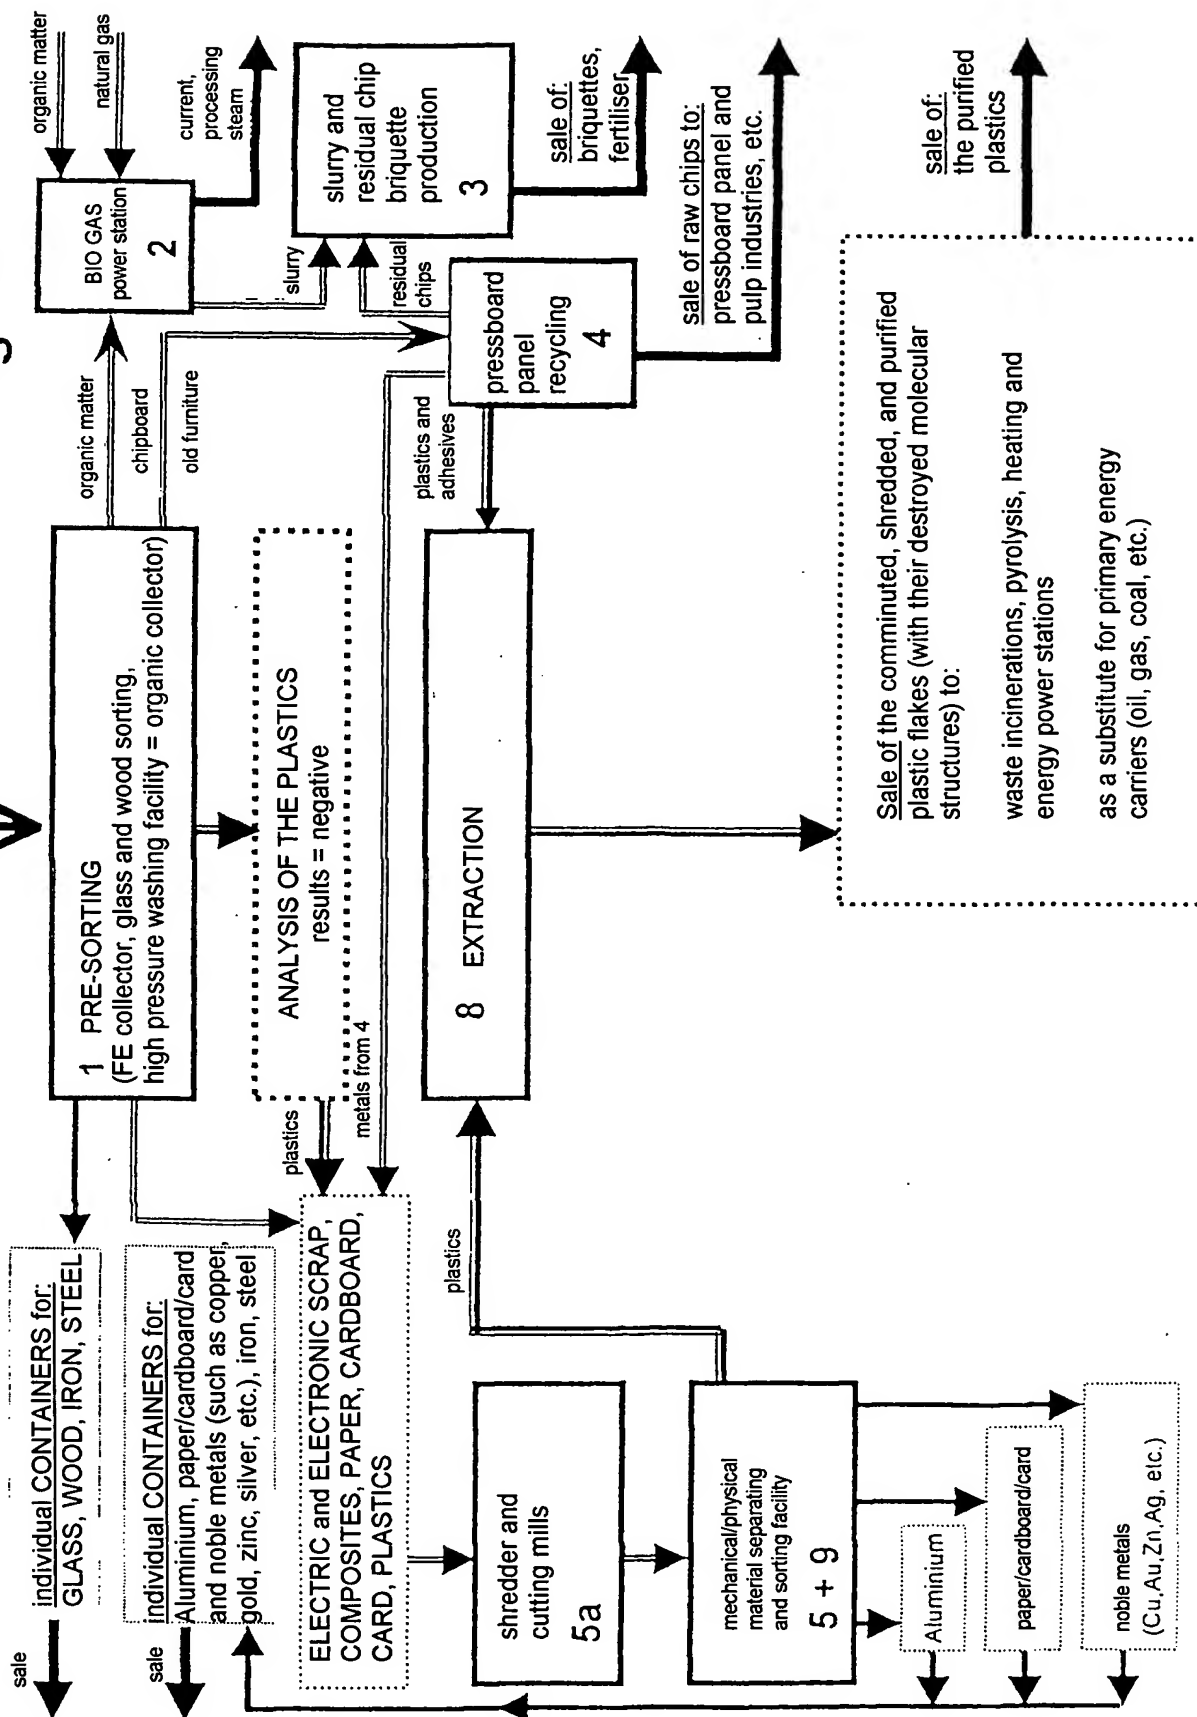 individual CONTAINERS for:
GLASS, WOOD, IRON, STEEL
sale
individual CONTAINERS for:
Aluminium, paper/cardboard/card
and noble metals (such as copper,
gold, zinc, silver, etc.), iron, steel
sale
1 PRE-SORTING
(FE collector, glass and wood sorting,
high pressure washing facility = organic collector)
organic matter
chipboard
old furniture
organic matter
natural gas
BIO GAS
power station
2
current,
processing
steam
slurry
residual
chips
slurry and
residual chip
briquette
production
3
sale of:
briquettes,
fertiliser
ANALYSIS OF THE PLASTICS
results = negative
plastics
metals from 4
ELECTRIC and ELECTRONIC SCRAP,
COMPOSITES, PAPER, CARDBOARD,
CARD, PLASTICS
plastics and
adhesives
pressboard
panel
recycling
4
sale of raw chips to:
pressboard panel and
pulp industries, etc.
8 EXTRACTION
plastics
shredder and
cutting mills
5a
mechanical/physical
material separating
and sorting facility
5 + 9
Aluminium
paper/cardboard/card
noble metals
(Cu,Au,Zn,Ag, etc.)
Sale of the comminuted, shredded, and purified
plastic flakes (with their destroyed molecular
structures) to:
waste incinerations, pyrolysis, heating and
energy power stations
as a substitute for primary energy
carriers (oil, gas, coal, etc.)
sale of:
the purified
plastics